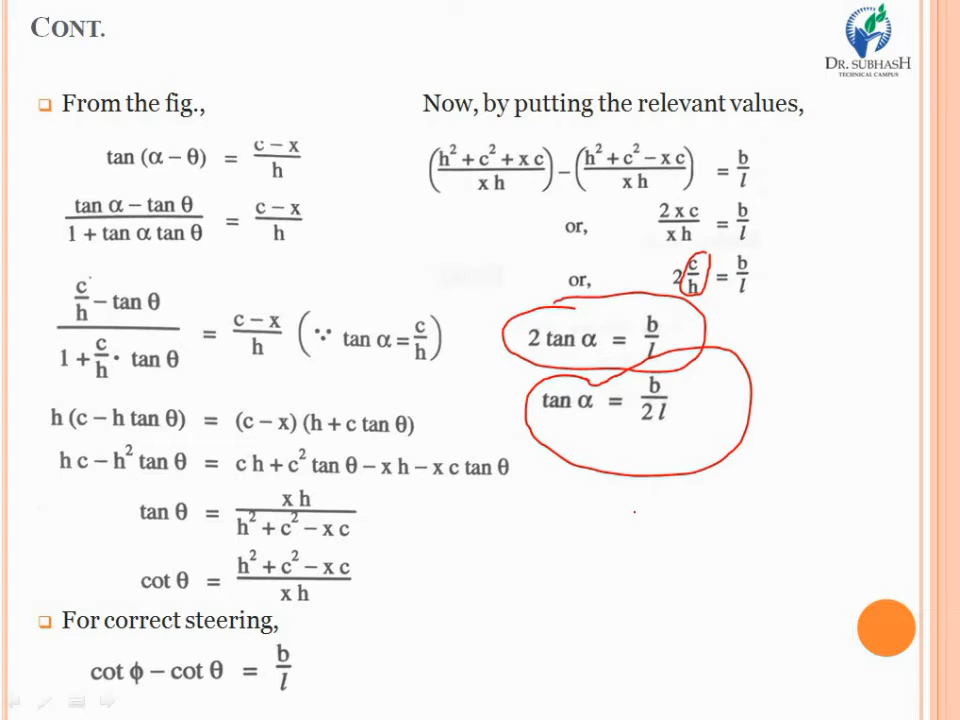 CONT.
DR. SUBHASH
TECHNICAL CAMPUS
❑ From the fig.,
tan (α – θ) = (c – x)/h
(tan α – tan θ)/(1 + tan α tan θ) = (c – x)/h
(c/h – tan θ)/(1 + c/h · tan θ) = (c – x)/h (∵ tan α = c/h)
h (c – h tan θ) = (c – x) (h + c tan θ)
h c – h² tan θ = c h + c² tan θ – x h – x c tan θ
tan θ = x h/(h² + c² – x c)
cot θ = (h² + c² – x c)/x h
❑ For correct steering,
cot ϕ – cot θ = b/l
Now, by putting the relevant values,
((h² + c² + x c)/x h) – ((h² + c² – x c)/x h) = b/l
or, 2 x c/x h = b/l
or, 2 c/h = b/l
2 tan α = b/l
tan α = b/2 l